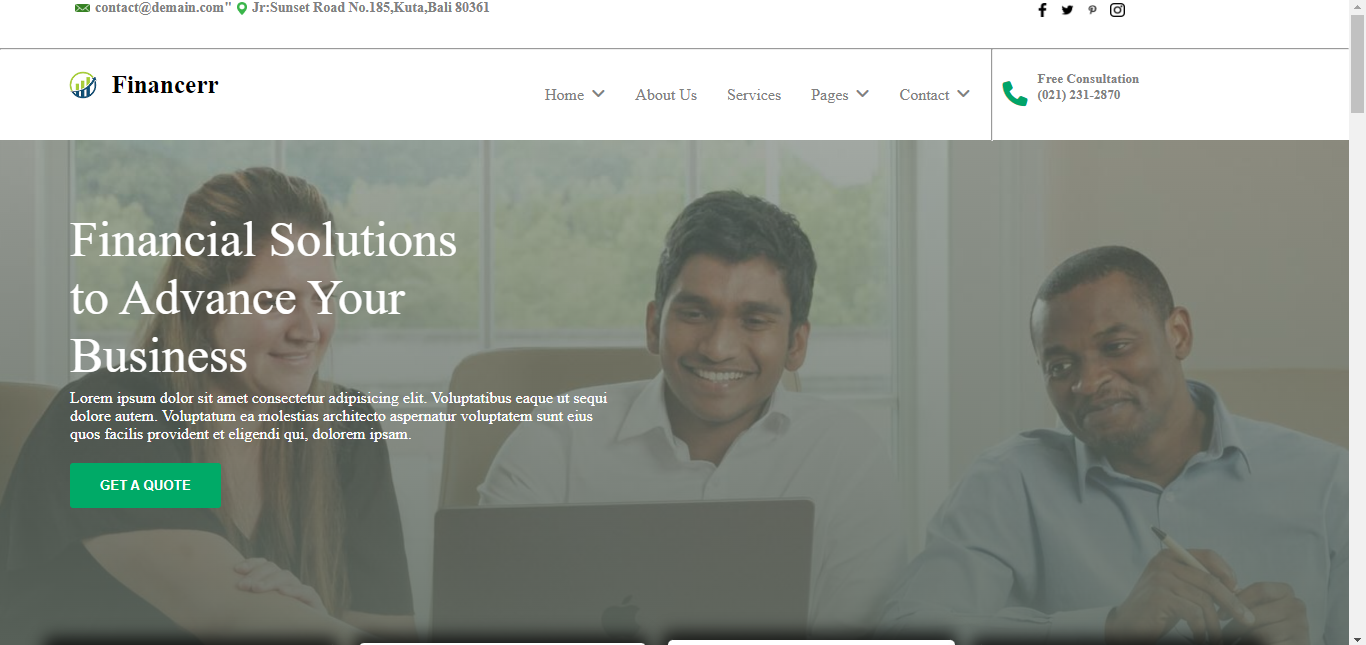 contact@demain.com" Jr:Sunset Road No.185,Kuta,Bali 80361
Financerr
Home About Us Services Pages Contact
Free Consultation
(021) 231-2870
Financial Solutions
to Advance Your
Business
Lorem ipsum dolor sit amet consectetur adipisicing elit. Voluptatibus eaque ut sequi
dolore autem. Voluptatum ea molestias architecto aspernatur voluptatem sunt eius
quos facilis provident et eligendi qui, dolorem ipsam.
GET A QUOTE